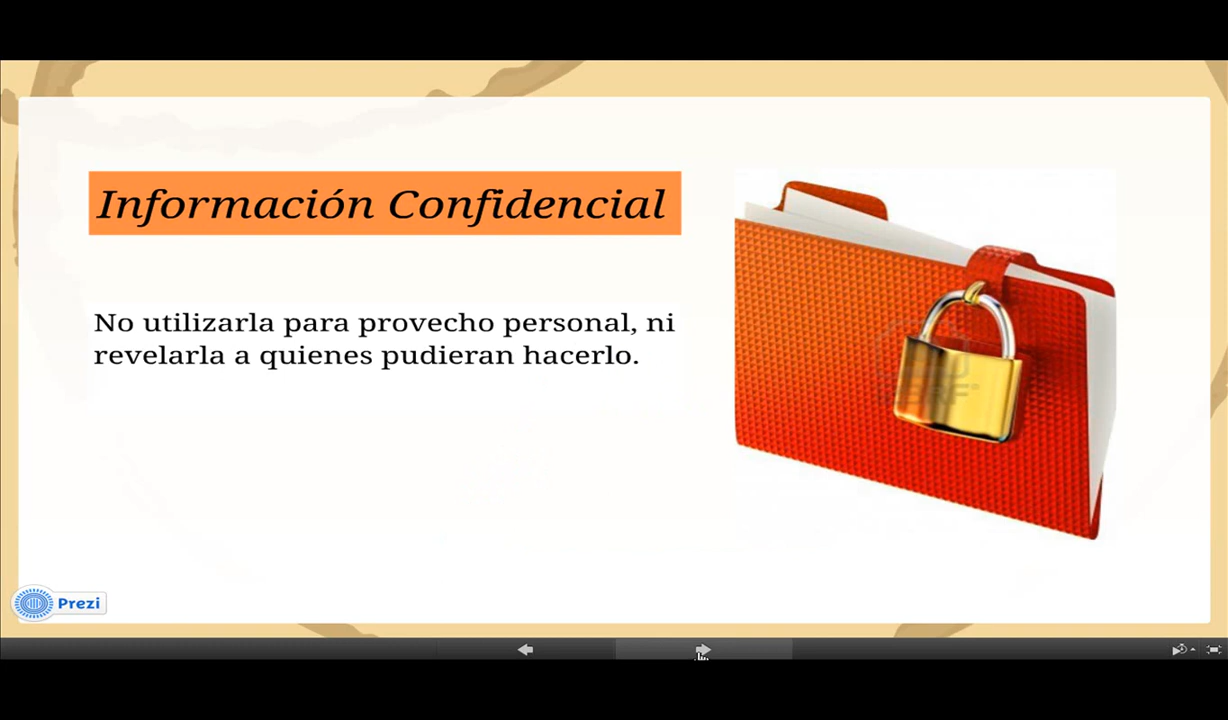 Información Confidencial
No utilizarla para provecho personal, ni
revelarla a quienes pudieran hacerlo.
Prezi